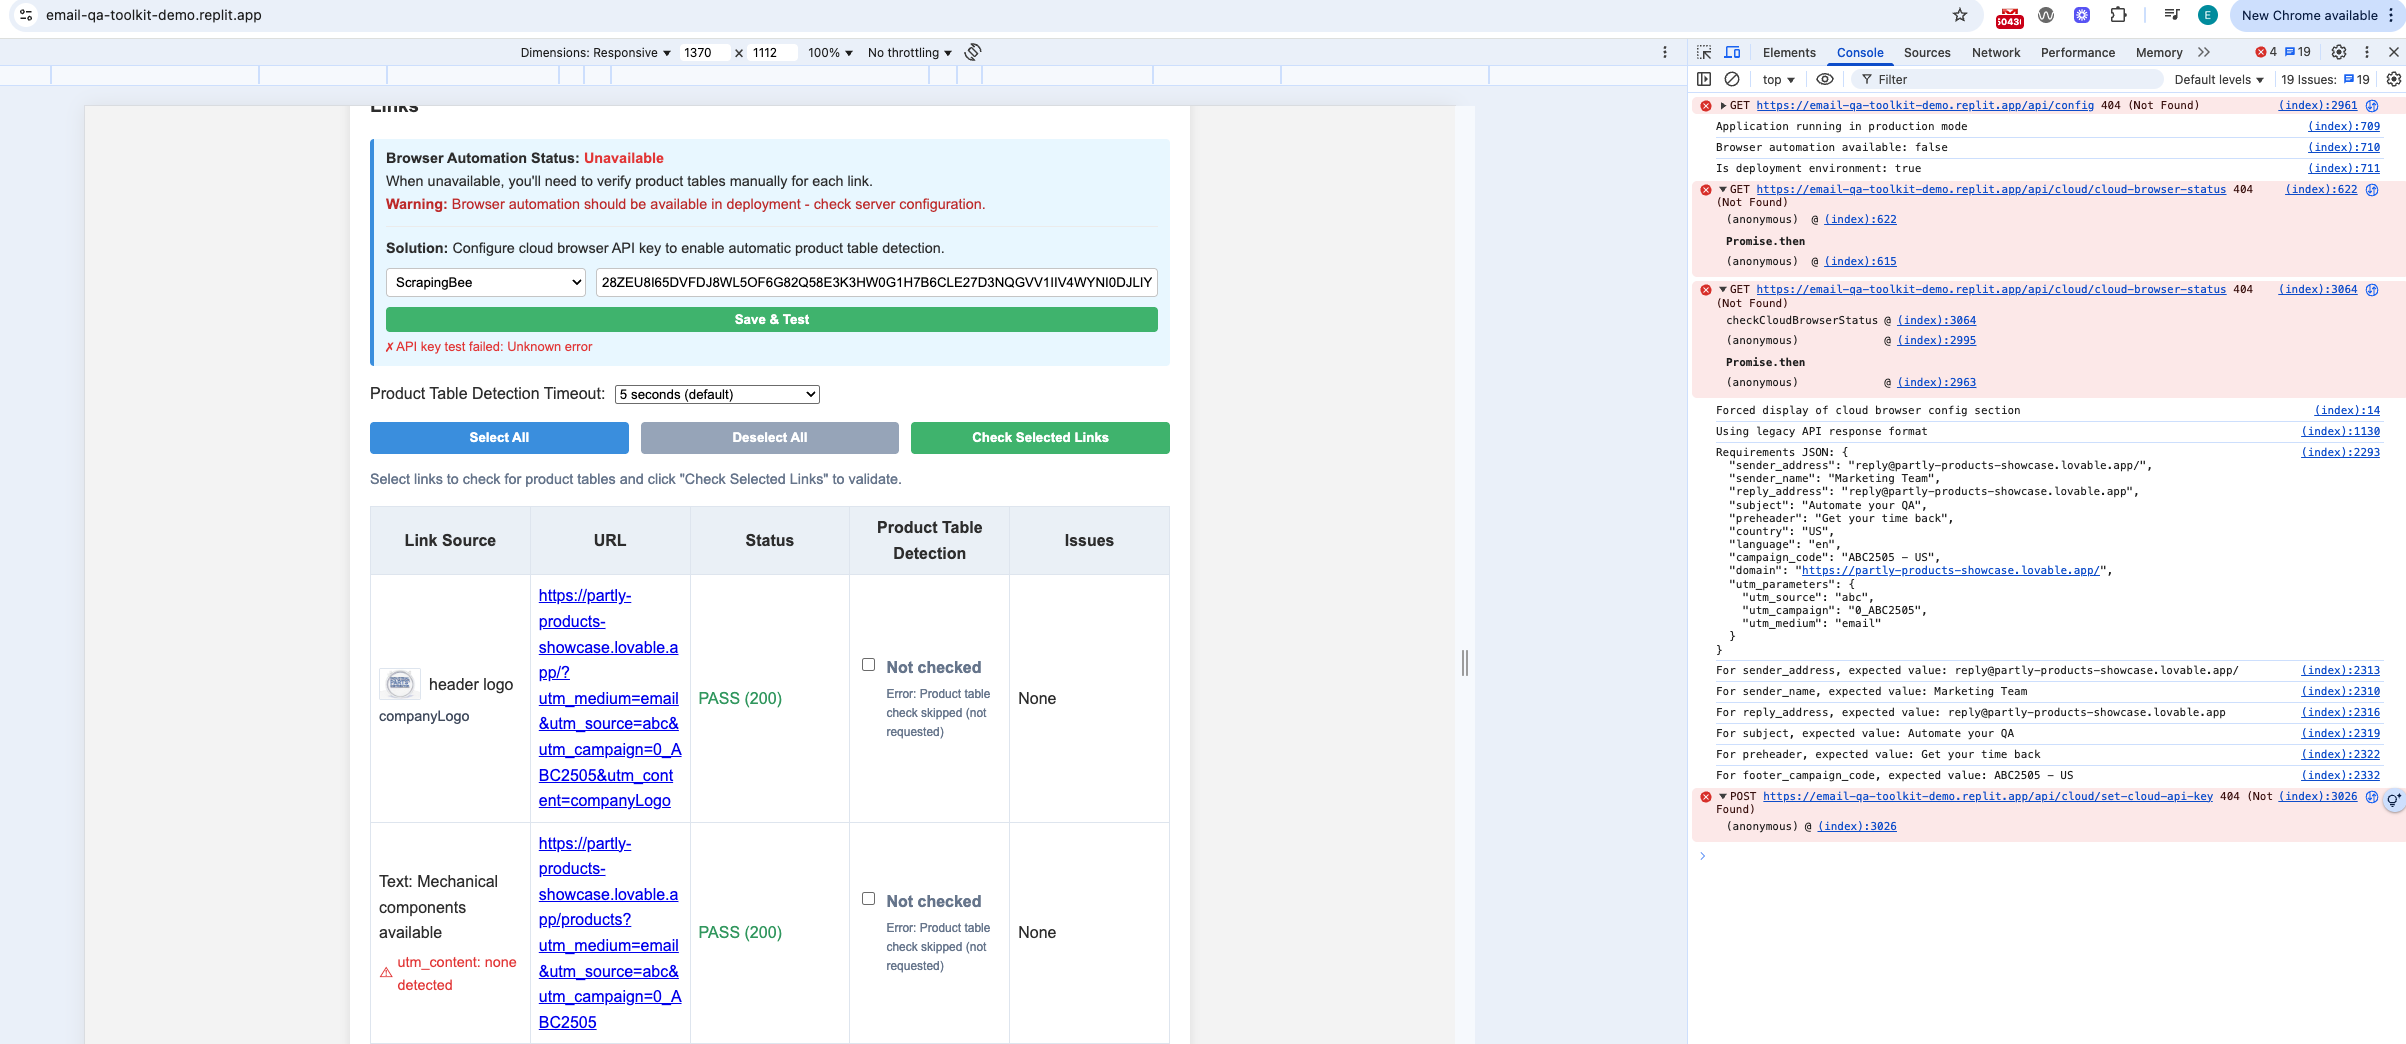 email-qa-toolkit-demo.replit.app
E
New Chrome available
Dimensions: Responsive
1370
×
1112
100%
No throttling
Elements
Console
Sources
Network
Performance
Memory
4
19
top
Filter
Default levels
19 Issues:
19
Links
Browser Automation Status: Unavailable
When unavailable, you'll need to verify product tables manually for each link.
Warning: Browser automation should be available in deployment - check server configuration.
Solution: Configure cloud browser API key to enable automatic product table detection.
ScrapingBee
28ZEU8I65DVFDJ8WL5OF6G82Q58E3K3HW0G1H7B6CLE27D3NQGVV1IIV4WYNI0DJLIY
Save & Test
✗ API key test failed: Unknown error
Product Table Detection Timeout:
5 seconds (default)
Select All
Deselect All
Check Selected Links
Select links to check for product tables and click "Check Selected Links" to validate.
Link Source
URL
Status
Product Table
Detection
Issues
header logo
companyLogo
https://partly-
products-
showcase.lovable.a
pp/?
utm_medium=email
&utm_source=abc&
utm_campaign=0_A
BC2505&utm_cont
ent=companyLogo
PASS (200)
Not checked
Error: Product table
check skipped (not
requested)
None
Text: Mechanical
components
available
⚠ utm_content: none
detected
https://partly-
products-
showcase.lovable.a
pp/products?
utm_medium=email
&utm_source=abc&
utm_campaign=0_A
BC2505
PASS (200)
Not checked
Error: Product table
check skipped (not
requested)
None
GET https://email-qa-toolkit-demo.replit.app/api/config 404 (Not Found) (index):2961
Application running in production mode (index):709
Browser automation available: false (index):710
Is deployment environment: true (index):711
GET https://email-qa-toolkit-demo.replit.app/api/cloud/cloud-browser-status 404 (index):622
(Not Found)
(anonymous) @ (index):622
Promise.then
(anonymous) @ (index):615
GET https://email-qa-toolkit-demo.replit.app/api/cloud/cloud-browser-status 404 (index):3064
(Not Found)
checkCloudBrowserStatus @ (index):3064
(anonymous) @ (index):2995
Promise.then
(anonymous) @ (index):2963
Forced display of cloud browser config section (index):14
Using legacy API response format (index):1130
Requirements JSON: { (index):2293
"sender_address": "reply@partly-products-showcase.lovable.app/",
"sender_name": "Marketing Team",
"reply_address": "reply@partly-products-showcase.lovable.app",
"subject": "Automate your QA",
"preheader": "Get your time back",
"country": "US",
"language": "en",
"campaign_code": "ABC2505 - US",
"domain": "https://partly-products-showcase.lovable.app/",
"utm_parameters": {
"utm_source": "abc",
"utm_campaign": "0_ABC2505",
"utm_medium": "email"
}
}
For sender_address, expected value: reply@partly-products-showcase.lovable.app/ (index):2313
For sender_name, expected value: Marketing Team (index):2310
For reply_address, expected value: reply@partly-products-showcase.lovable.app (index):2316
For subject, expected value: Automate your QA (index):2319
For preheader, expected value: Get your time back (index):2322
For footer_campaign_code, expected value: ABC2505 - US (index):2332
POST https://email-qa-toolkit-demo.replit.app/api/cloud/set-cloud-api-key 404 (Not (index):3026
Found)
(anonymous) @ (index):3026